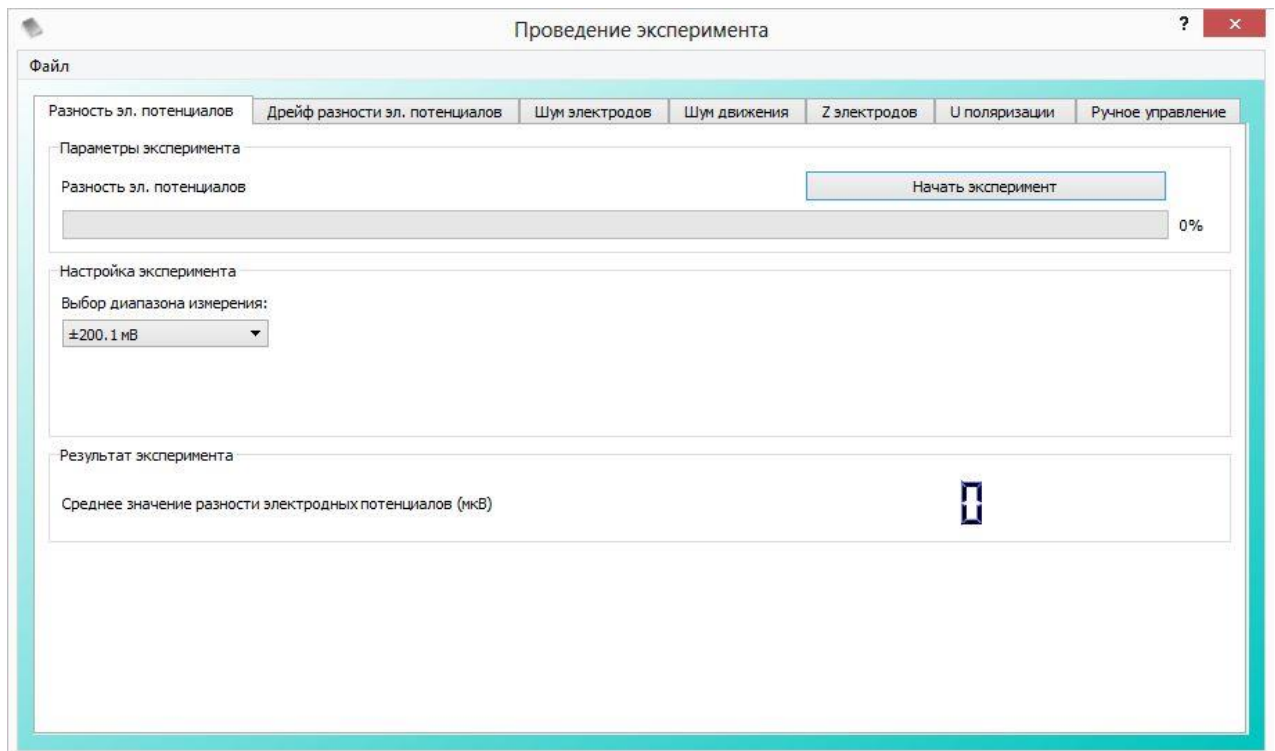 Проведение эксперимента
?
Файл
Разность эл. потенциалов Дрейф разности эл. потенциалов Шум электродов Шум движения Z электродов U поляризации Ручное управление
Параметры эксперимента
Разность эл. потенциалов Начать эксперимент
0%
Настройка эксперимента
Выбор диапазона измерения:
±200.1 мВ
Результат эксперимента
Среднее значение разности электродных потенциалов (мкВ) 0